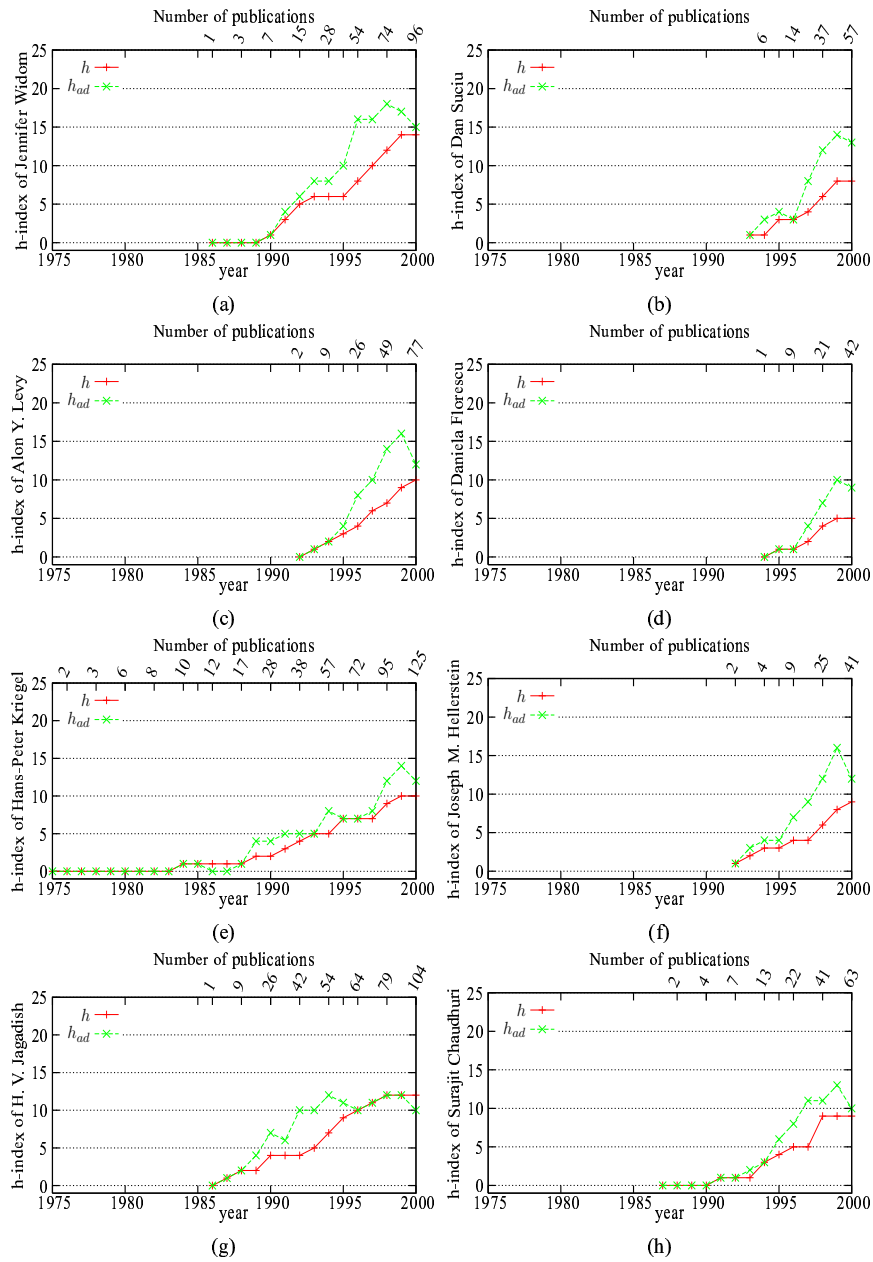 Number of publications
1 3 7 15 28 54 74 96
h-index of Jennifer Widom
h
h_ad
25
20
15
10
5
0
1975 1980 1985 1990 1995 2000
year
(a)
Number of publications
6 14 37 57
h-index of Dan Suciu
h
h_ad
25
20
15
10
5
0
1975 1980 1985 1990 1995 2000
year
(b)
Number of publications
2 9 26 49 77
h-index of Alon Y. Levy
h
h_ad
25
20
15
10
5
0
1975 1980 1985 1990 1995 2000
year
(c)
Number of publications
1 9 21 42
h-index of Daniela Florescu
h
h_ad
25
20
15
10
5
0
1975 1980 1985 1990 1995 2000
year
(d)
Number of publications
2 3 6 8 10 12 17 28 38 57 72 95 125
h-index of Hans-Peter Kriegel
h
h_ad
25
20
15
10
5
0
1975 1980 1985 1990 1995 2000
year
(e)
Number of publications
2 4 9 25 41
h-index of Joseph M. Hellerstein
h
h_ad
25
20
15
10
5
0
1975 1980 1985 1990 1995 2000
year
(f)
Number of publications
1 9 26 42 54 64 79 104
h-index of H. V. Jagadish
h
h_ad
25
20
15
10
5
0
1975 1980 1985 1990 1995 2000
year
(g)
Number of publications
2 4 7 13 22 41 63
h-index of Surajit Chaudhuri
h
h_ad
25
20
15
10
5
0
1975 1980 1985 1990 1995 2000
year
(h)